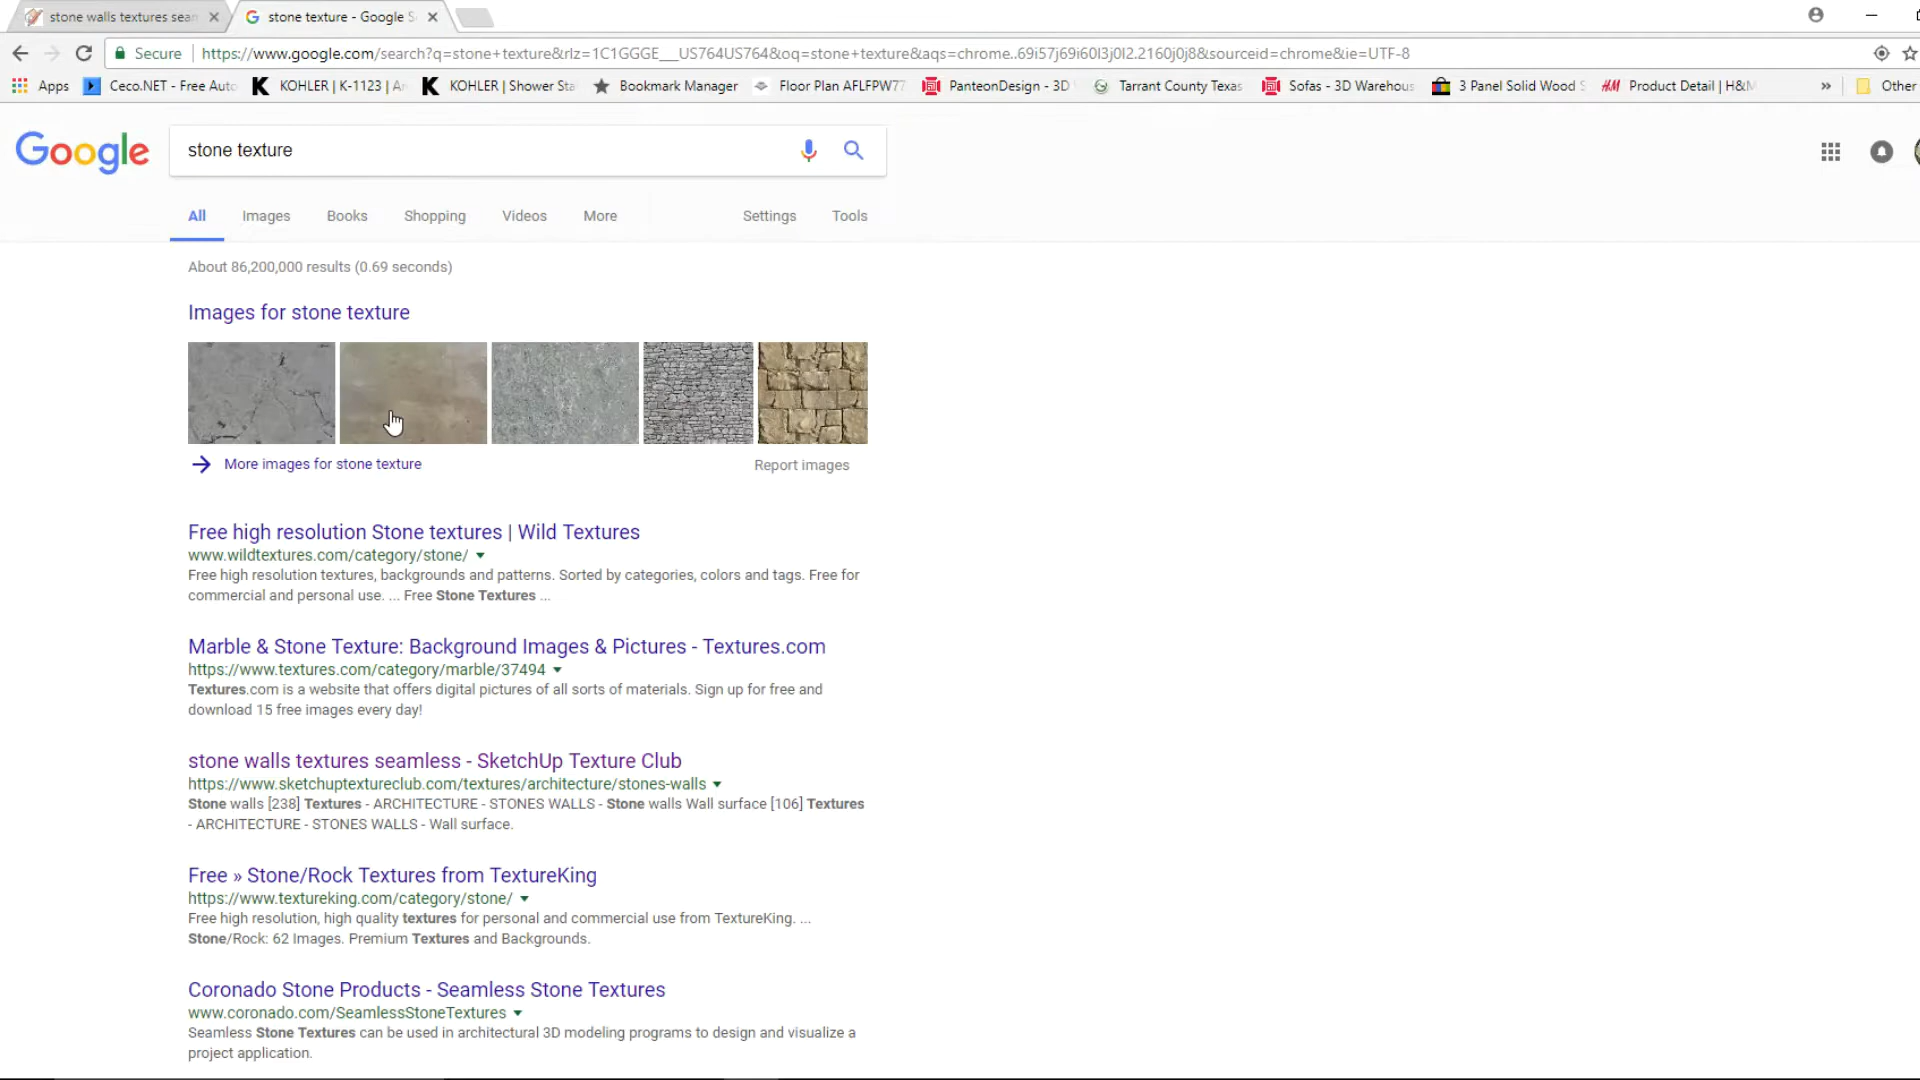 stone walls textures sear
stone texture - Google S
Secure https://www.google.com/search?q=stone+texture&rlz=1C1GGGE___US764US764&oq=stone+texture&aqs=chrome..69i57j69i60l3j0l2.2160j0j8&sourceid=chrome&ie=UTF-8
Apps Ceco.NET - Free Auto KOHLER | K-1123 | Ar KOHLER | Shower Sta Bookmark Manager Floor Plan AFLFPW77 PanteonDesign - 3D Tarrant County Texas Sofas - 3D Warehous 3 Panel Solid Wood S Product Detail | H&M » Other
Google stone texture
All Images Books Shopping Videos More Settings Tools
About 86,200,000 results (0.69 seconds)
Images for stone texture
More images for stone texture Report images
Free high resolution Stone textures | Wild Textures
www.wildtextures.com/category/stone/
Free high resolution textures, backgrounds and patterns. Sorted by categories, colors and tags. Free for
commercial and personal use. ... Free Stone Textures ...
Marble & Stone Texture: Background Images & Pictures - Textures.com
https://www.textures.com/category/marble/37494
Textures.com is a website that offers digital pictures of all sorts of materials. Sign up for free and
download 15 free images every day!
stone walls textures seamless - SketchUp Texture Club
https://www.sketchuptextureclub.com/textures/architecture/stones-walls
Stone walls [238] Textures - ARCHITECTURE - STONES WALLS - Stone walls Wall surface [106] Textures
- ARCHITECTURE - STONES WALLS - Wall surface.
Free » Stone/Rock Textures from TextureKing
https://www.textureking.com/category/stone/
Free high resolution, high quality textures for personal and commercial use from TextureKing. ...
Stone/Rock: 62 Images. Premium Textures and Backgrounds.
Coronado Stone Products - Seamless Stone Textures
www.coronado.com/SeamlessStoneTextures
Seamless Stone Textures can be used in architectural 3D modeling programs to design and visualize a
project application.